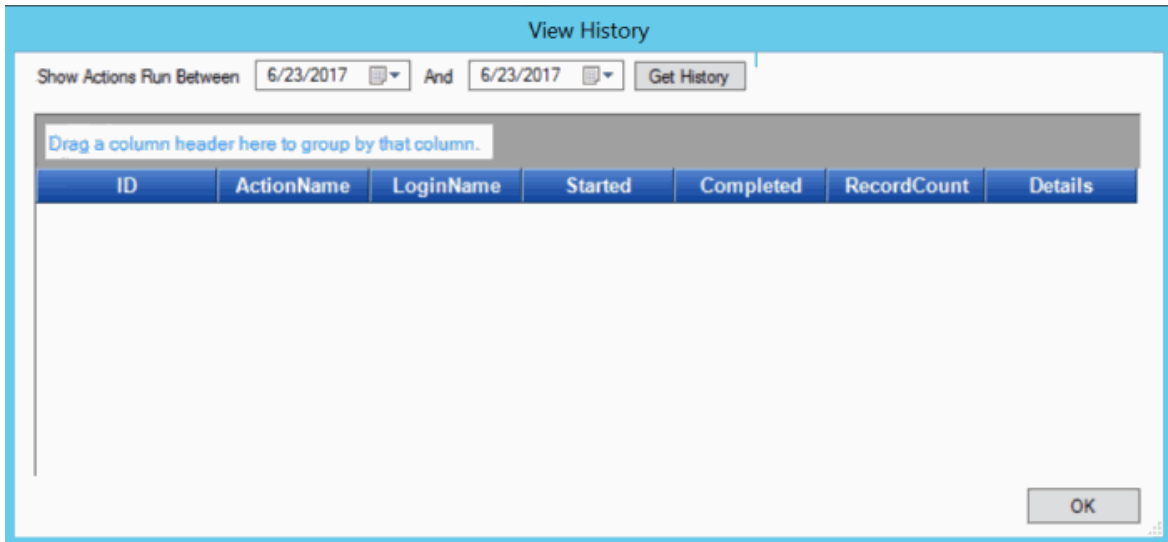 View History
Show Actions Run Between 6/23/2017 And 6/23/2017 Get History
Drag a column header here to group by that column.
ID ActionName LoginName Started Completed RecordCount Details
OK